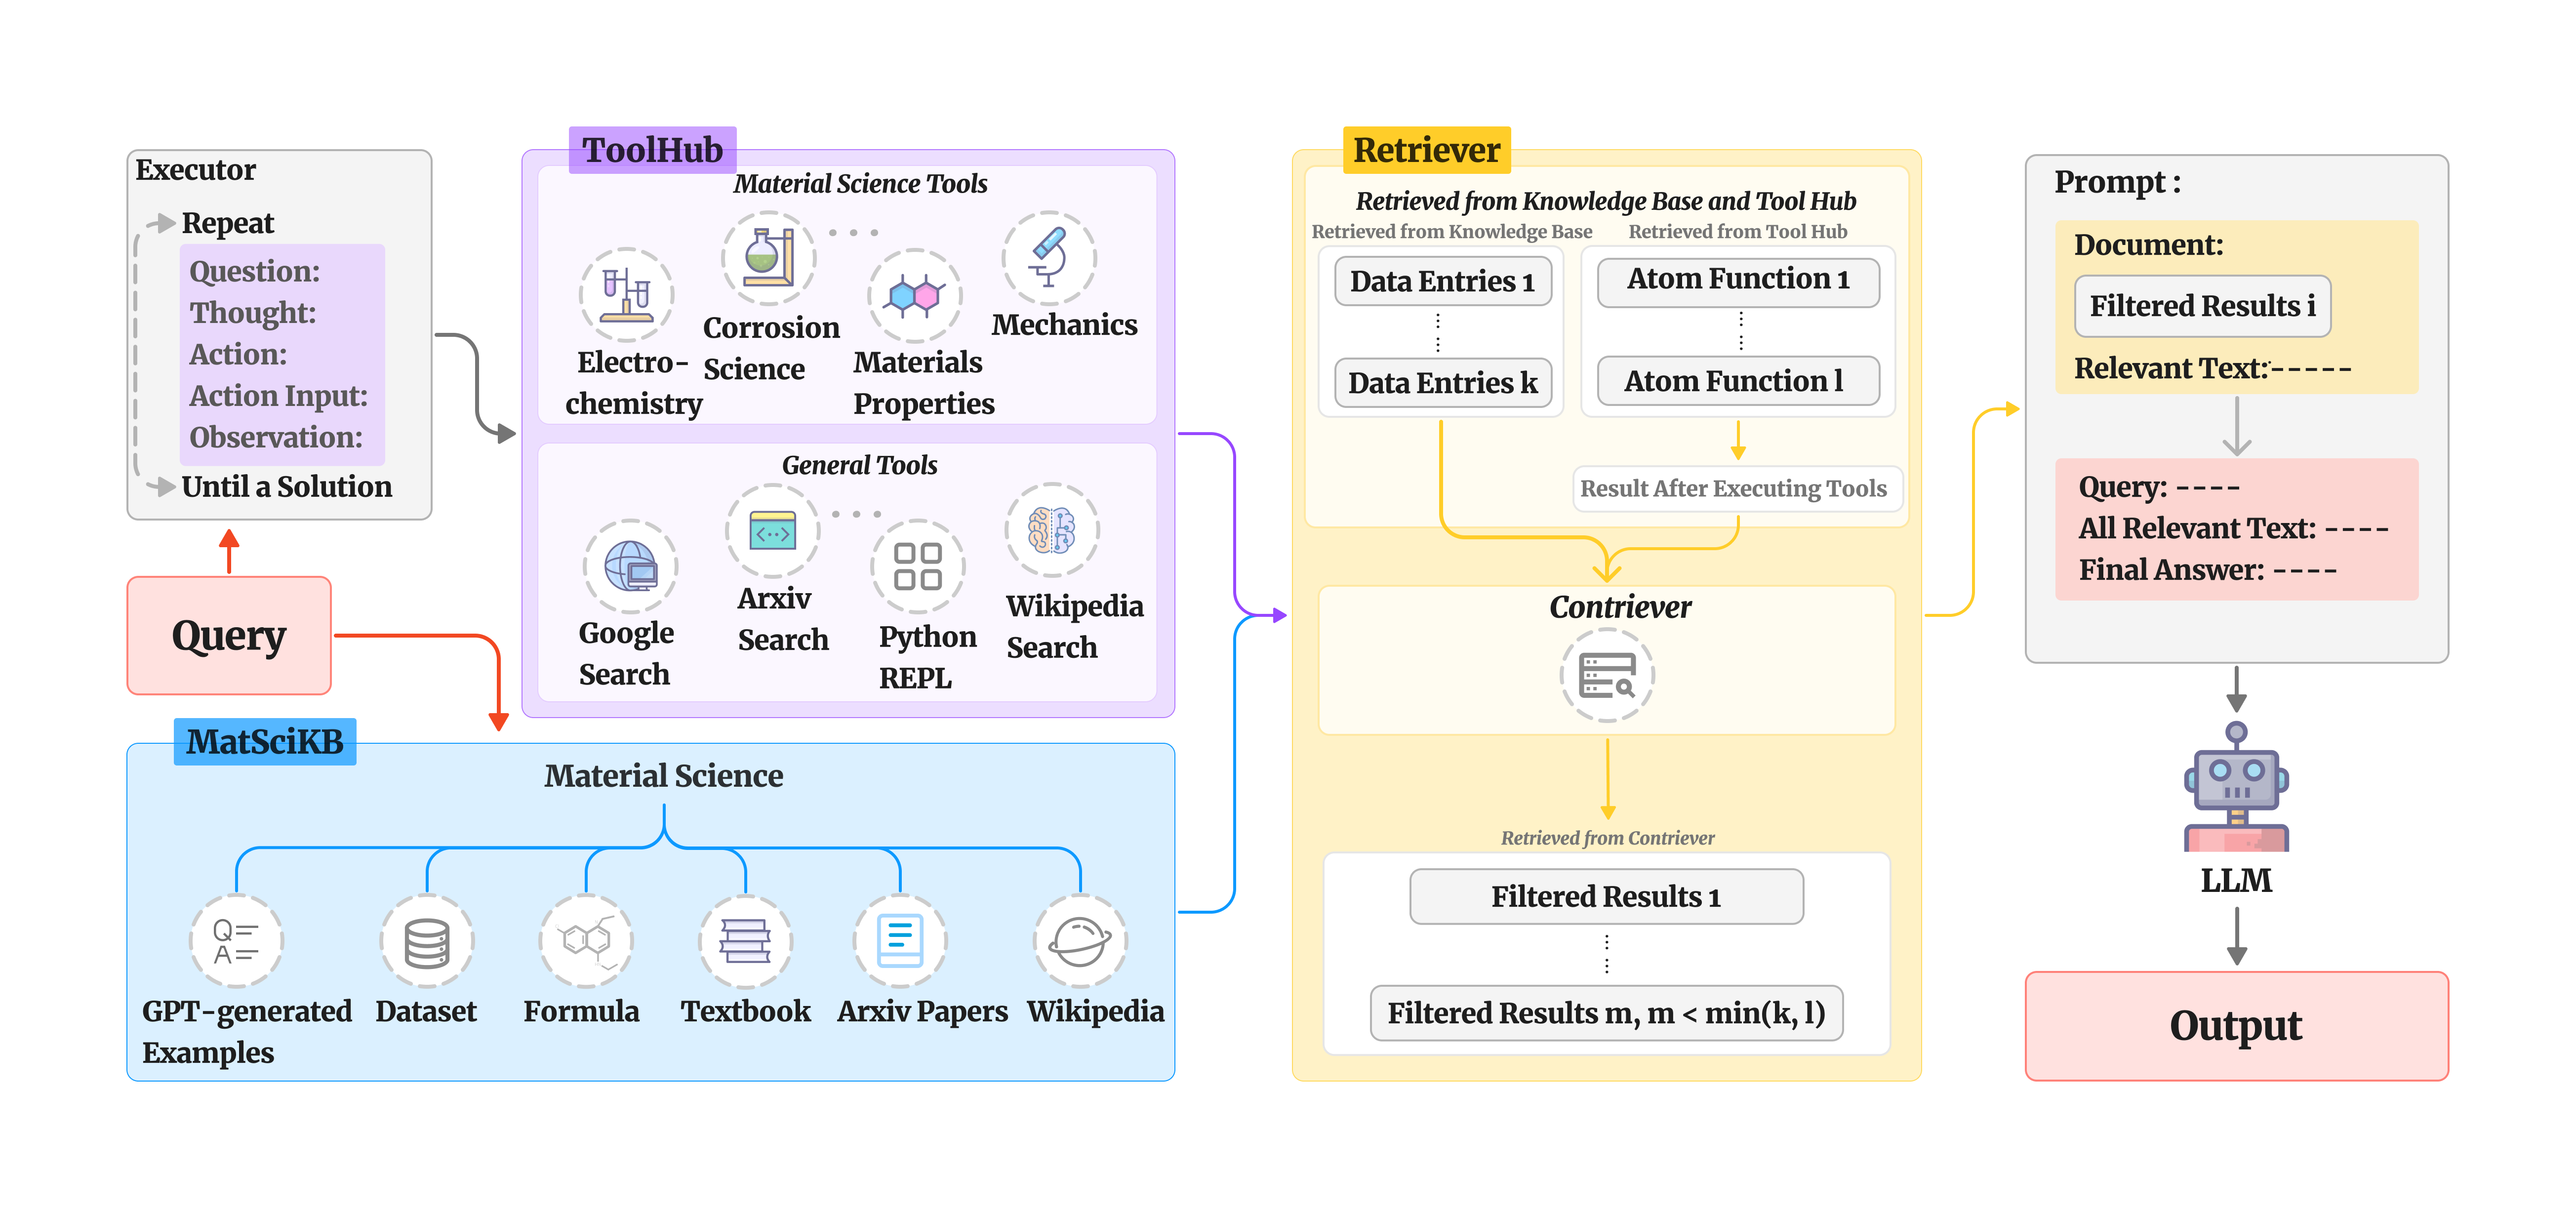 Executor
Repeat
Question:
Thought:
Action:
Action Input:
Observation:
Until a Solution
Query
ToolHub
Material Science Tools
Electro-
chemistry
Corrosion
Science
Materials
Properties
Mechanics
General Tools
Google
Search
Arxiv
Search
Python
REPL
Wikipedia
Search
MatSciKB
Material Science
Q
A
GPT-generated
Examples
Dataset
Formula
Textbook
Arxiv Papers
Wikipedia
Retriever
Retrieved from Knowledge Base and Tool Hub
Retrieved from Knowledge Base
Retrieved from Tool Hub
Data Entries 1
Data Entries k
Atom Function 1
Atom Function l
Result After Executing Tools
Contriever
Retrieved from Contriever
Filtered Results 1
Filtered Results m, m < min(k, l)
Prompt :
Document:
Filtered Results i
Relevant Text:-----
Query: ----
All Relevant Text: ----
Final Answer: ----
LLM
Output